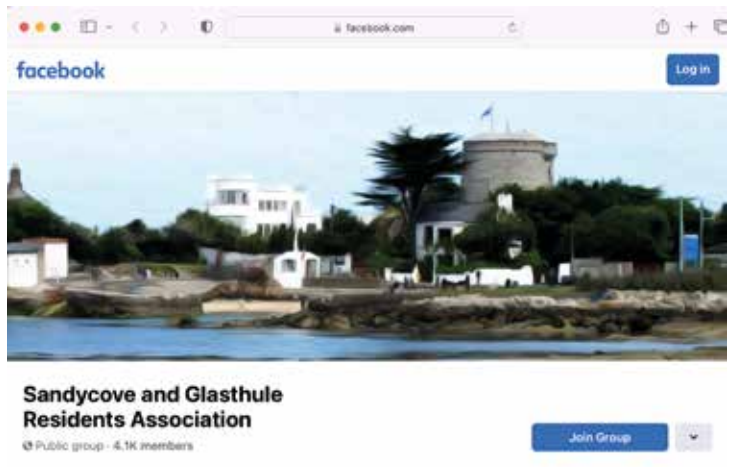 facebook.com
facebook
Log in
Sandycove and Glasthule
Residents Association
Public group · 4.1K members
Join Group